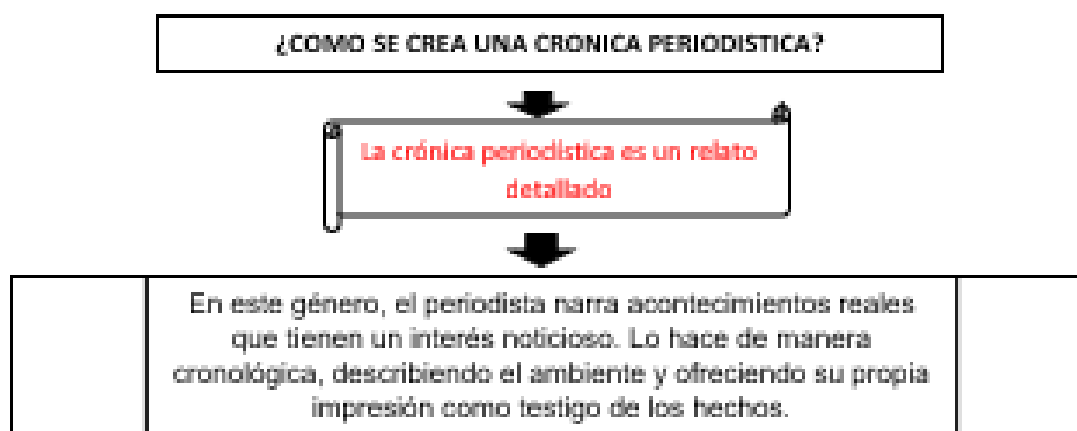 ¿COMO SE CREA UNA CRONICA PERIODISTICA?
La crónica periodística es un relato
detallado
En este género, el periodista narra acontecimientos reales
que tienen un interés noticioso. Lo hace de manera
cronológica, describiendo el ambiente y ofreciendo su propia
impresión como testigo de los hechos.